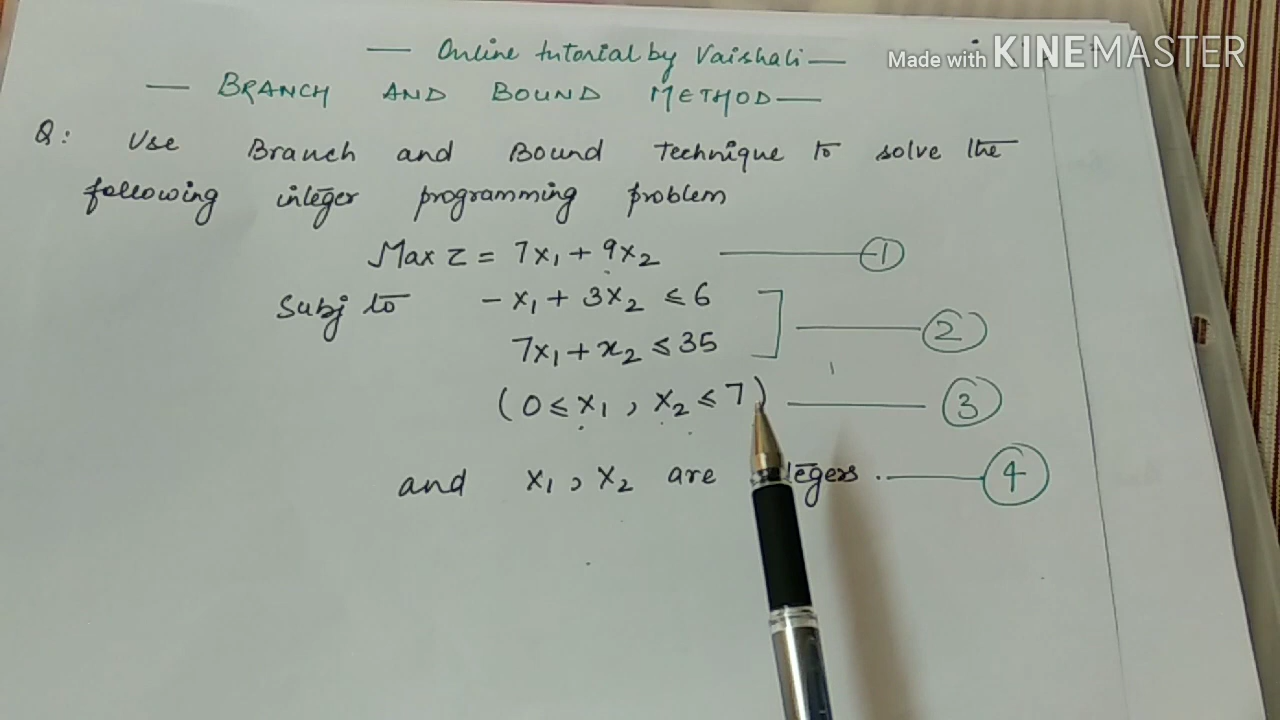 — Online tutorial by Vaishali —
Made with KINEMASTER
— BRANCH AND BOUND METHOD —
Q: Use Branch and Bound Technique to solve the
following integer programming problem
Max Z = 7x₁ + 9x₂ ——— ①
Subj to - x₁ + 3x₂ ≤ 6
7x₁ + x₂ ≤ 35 ——— ②
(0 ≤ x₁ , x₂ ≤ 7) ——— ③
and x₁ , x₂ are tegers . ——— ④